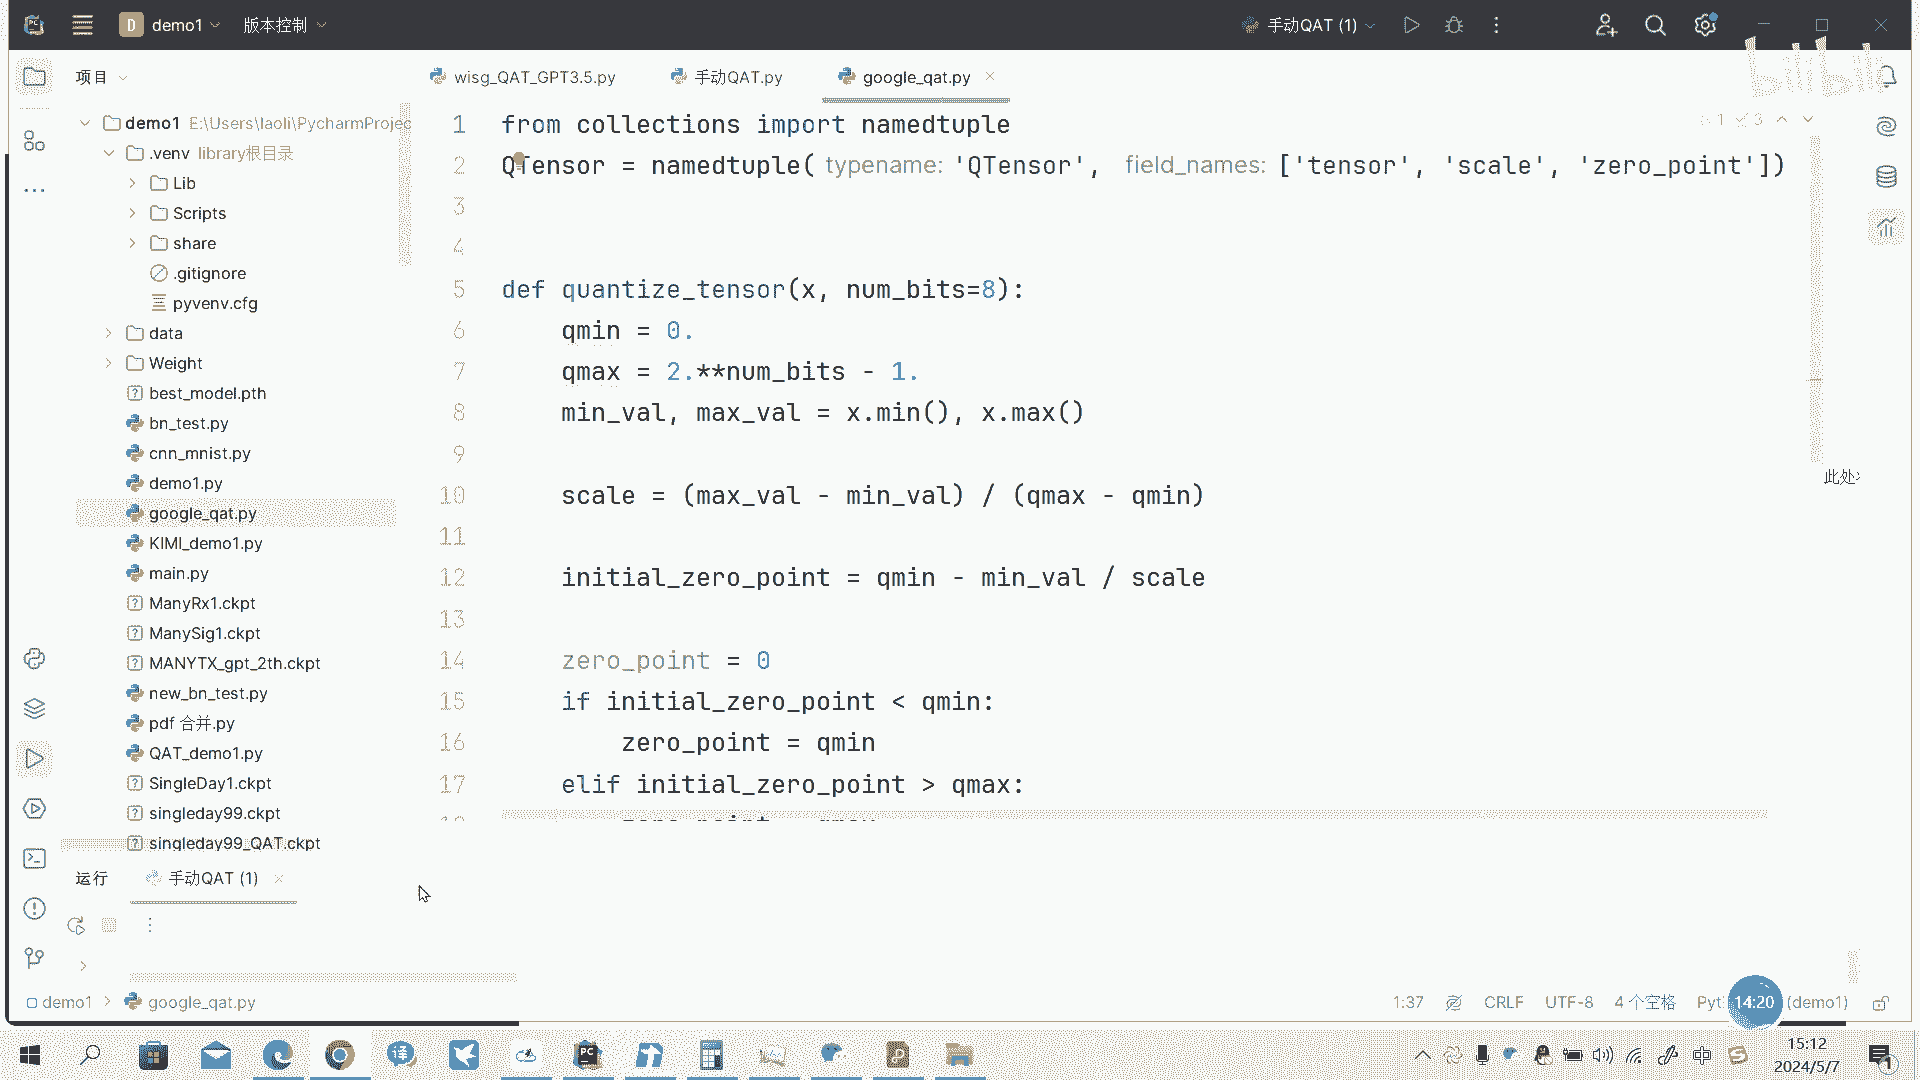 D demo1 版本控制 手动QAT (1)
项目
wisg_QAT_GPT3.5.py 手动QAT.py google_qat.py
bilibili
demo1 E:\Users\laoli\PycharmProjec
.venv library根目录
Lib
Scripts
share
.gitignore
pyvenv.cfg
data
Weight
best_model.pth
bn_test.py
cnn_mnist.py
demo1.py
google_qat.py
KIMI_demo1.py
main.py
ManyRx1.ckpt
ManySig1.ckpt
MANYTX_gpt_2th.ckpt
new_bn_test.py
pdf 合并.py
QAT_demo1.py
SingleDay1.ckpt
singleday99.ckpt
singleday99_QAT.ckpt
1 3
1 from collections import namedtuple
2 QTensor = namedtuple( typename: 'QTensor', field_names: ['tensor', 'scale', 'zero_point'])
3
4
5 def quantize_tensor(x, num_bits=8):
6 qmin = 0.
7 qmax = 2.**num_bits - 1.
8 min_val, max_val = x.min(), x.max()
9
10 scale = (max_val - min_val) / (qmax - qmin)
11
12 initial_zero_point = qmin - min_val / scale
13
14 zero_point = 0
15 if initial_zero_point < qmin:
16 zero_point = qmin
17 elif initial_zero_point > qmax:
此处
运行 手动QAT (1)
demo1 > google_qat.py
1:37 CRLF UTF-8 4 个空格 Pyt 14:20 (demo1)
中 15:12
2024/5/7
1